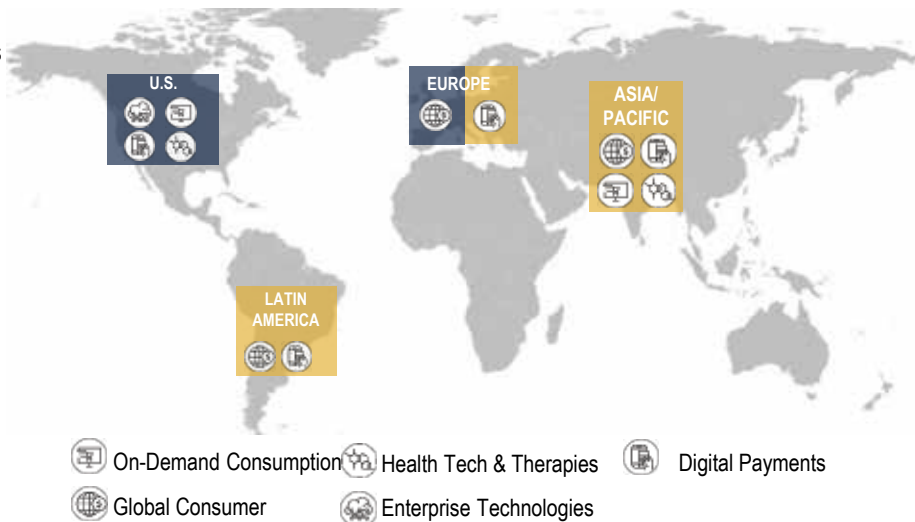 U.S.
EUROPE
ASIA/
PACIFIC
LATIN
AMERICA
On-Demand Consumption
Health Tech & Therapies
Digital Payments
Global Consumer
Enterprise Technologies